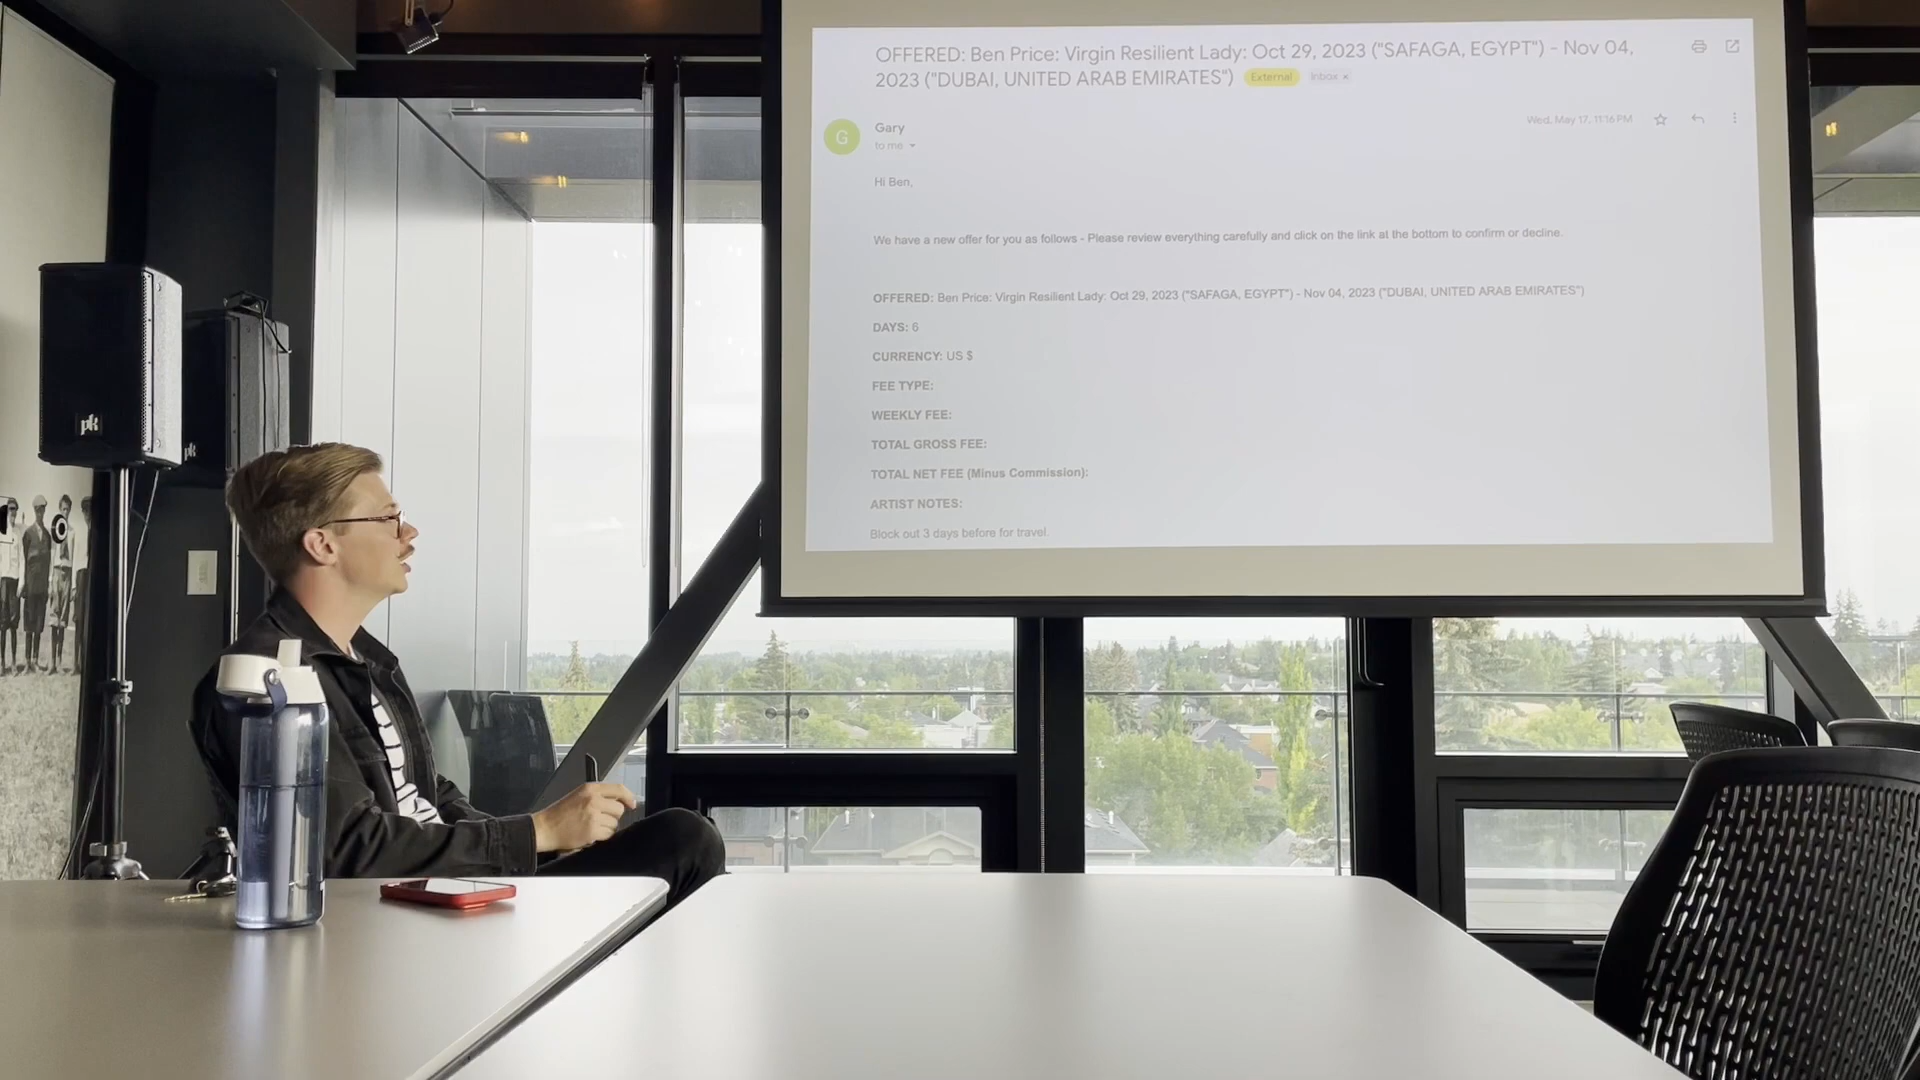 OFFERED: Ben Price: Virgin Resilient Lady: Oct 29, 2023 ("SAFAGA, EGYPT") - Nov 04,
2023 ("DUBAI, UNITED ARAB EMIRATES") External Inbox x
G
Gary
Wed, May 17, 11:16 PM
to me
Hi Ben,
We have a new offer for you as follows - Please review everything carefully and click on the link at the bottom to confirm or decline.
OFFERED: Ben Price: Virgin Resilient Lady: Oct 29, 2023 ("SAFAGA, EGYPT") - Nov 04, 2023 ("DUBAI, UNITED ARAB EMIRATES")
DAYS: 6
CURRENCY: US $
FEE TYPE:
WEEKLY FEE:
TOTAL GROSS FEE:
TOTAL NET FEE (Minus Commission):
ARTIST NOTES:
Block out 3 days before for travel.
pk
pk